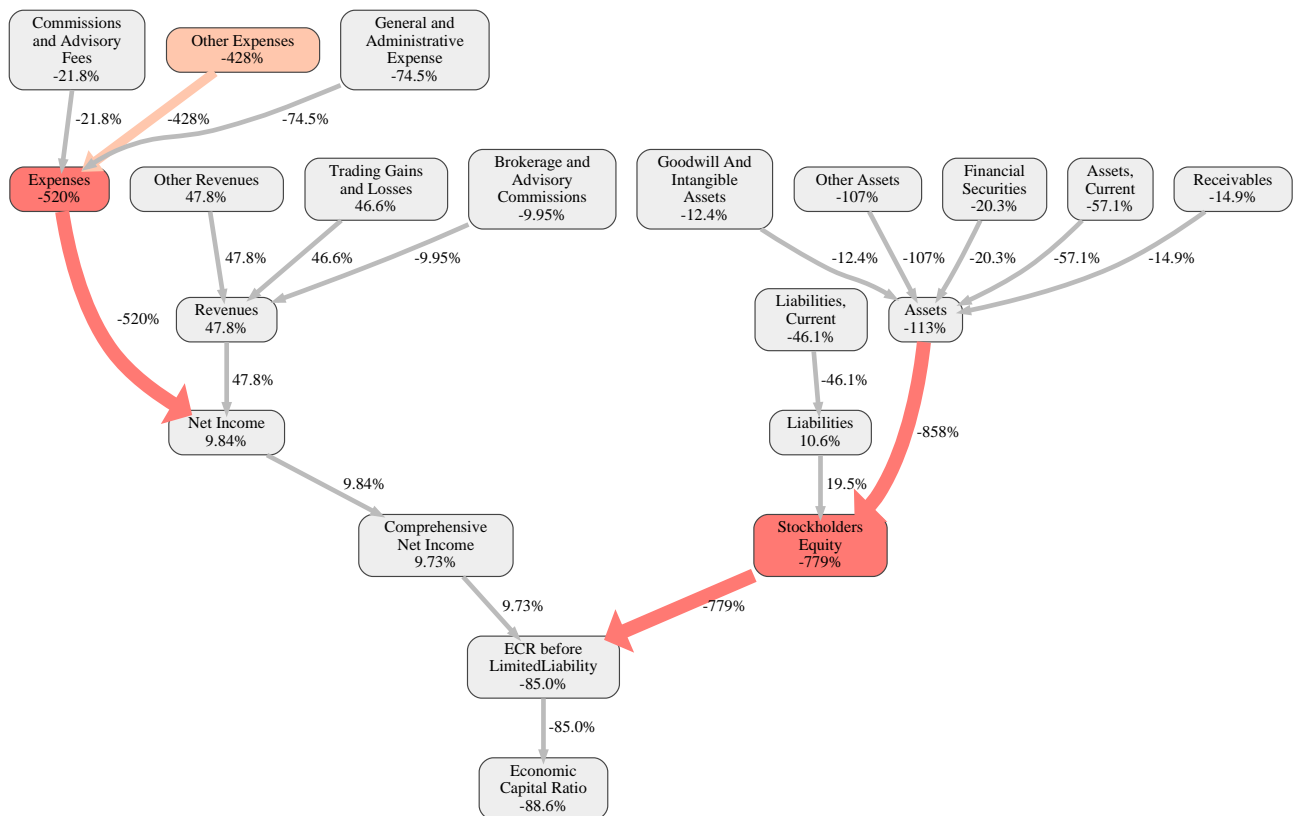 Commissions
and Advisory
Fees
-21.8%
Other Expenses
-428%
General and
Administrative
Expense
-74.5%
-21.8%
-428%
-74.5%
Expenses
-520%
Other Revenues
47.8%
Trading Gains
and Losses
46.6%
Brokerage and
Advisory
Commissions
-9.95%
Goodwill And
Intangible
Assets
-12.4%
Other Assets
-107%
Financial
Securities
-20.3%
Assets,
Current
-57.1%
Receivables
-14.9%
47.8%
46.6%
-9.95%
-12.4%
-107%
-20.3%
-57.1%
-14.9%
-520%
Revenues
47.8%
Liabilities,
Current
-46.1%
Assets
-113%
47.8%
-46.1%
Net Income
9.84%
Liabilities
10.6%
-858%
9.84%
19.5%
Comprehensive
Net Income
9.73%
Stockholders
Equity
-779%
9.73%
-779%
ECR before
LimitedLiability
-85.0%
-85.0%
Economic
Capital Ratio
-88.6%